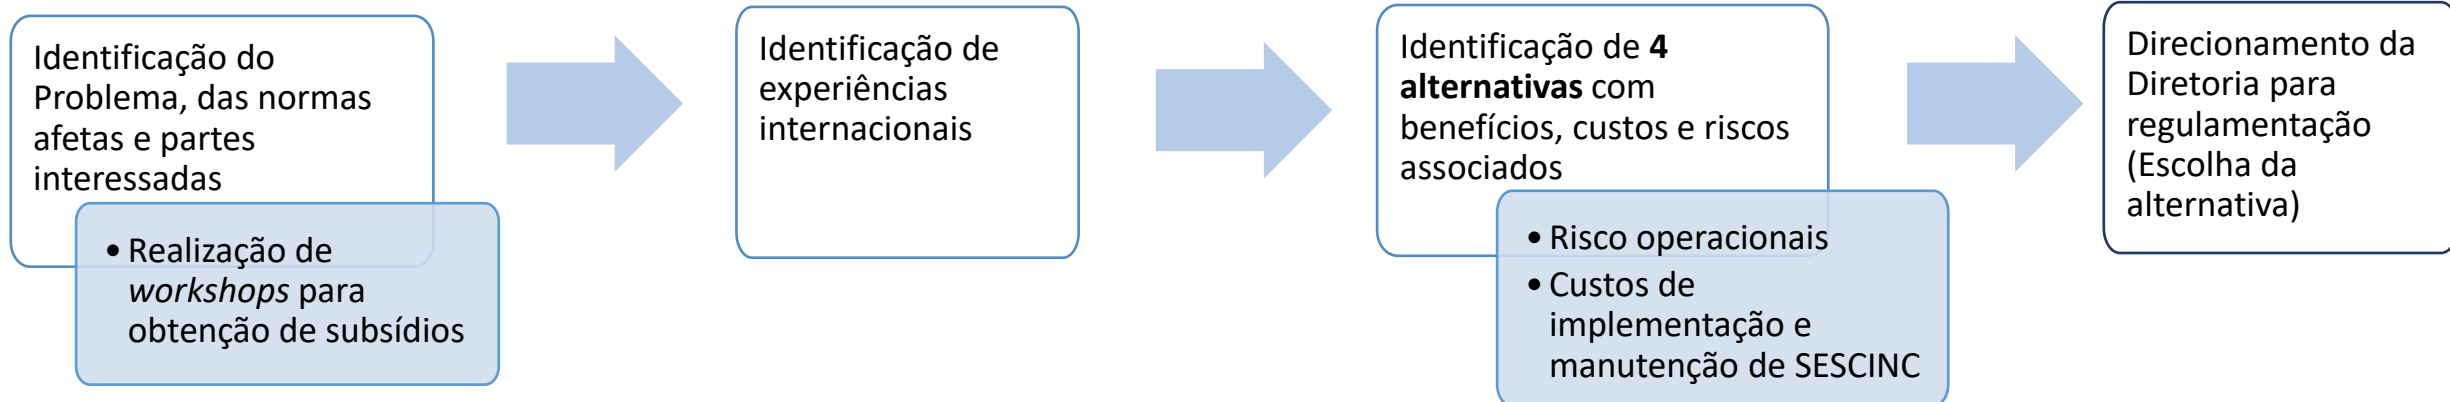 Identificação do
Problema, das normas
afetas e partes
interessadas
• Realização de
workshops para
obtenção de subsídios
Identificação de
experiências
internacionais
Identificação de 4
alternativas com
benefícios, custos e riscos
associados
• Risco operacionais
• Custos de
implementação e
manutenção de SESCINC
Direcionamento da
Diretoria para
regulamentação
(Escolha da
alternativa)